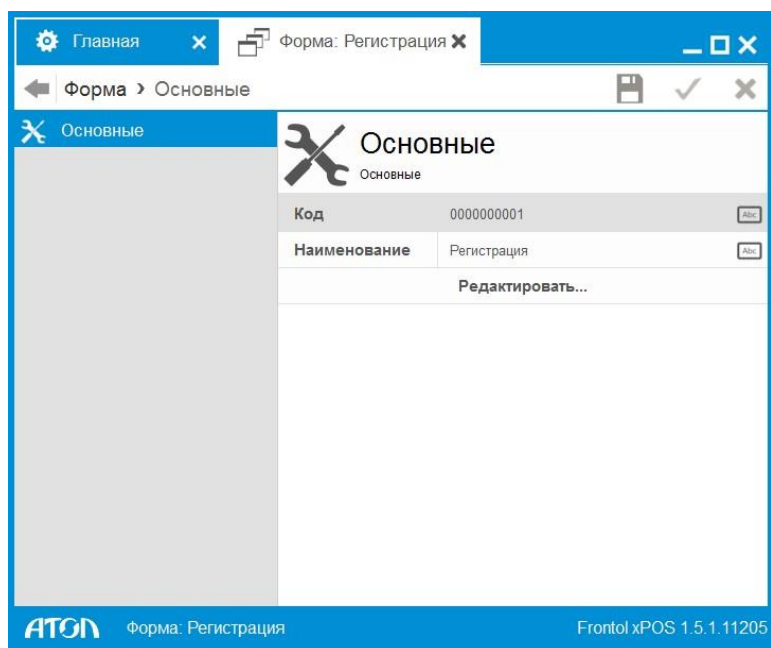 Главная
Форма: Регистрация
Форма > Основные
Основные
Основные
Основные
Код 0000000001 Abc
Наименование Регистрация Abc
Редактировать...
АТОЛ Форма: Регистрация Frontol xPOS 1.5.1.11205